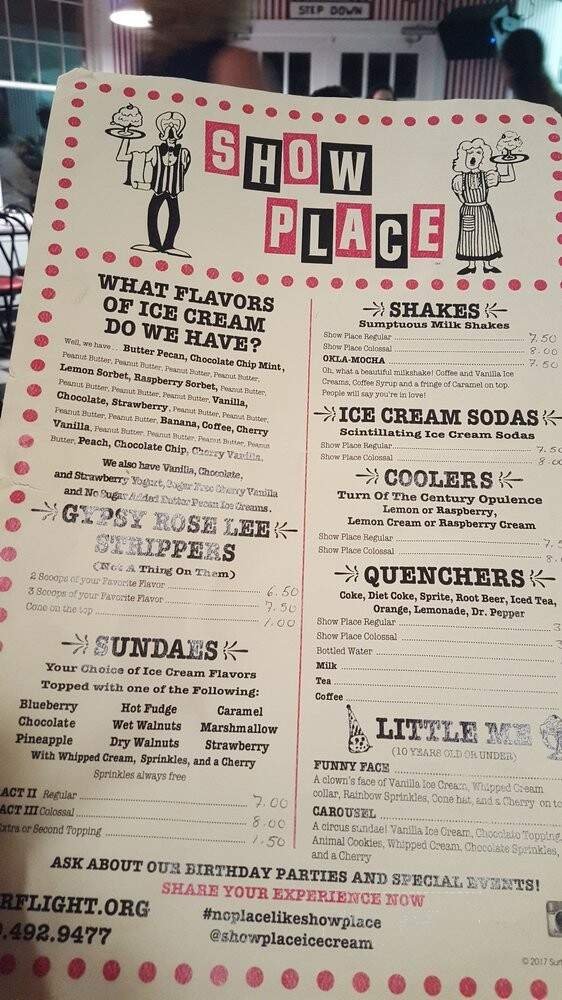 STEP DOWN
SHOW
PLACE
WHAT FLAVORS
OF ICE CREAM
DO WE HAVE?
Well, we have... Butter Pecan, Chocolate Chip Mint,
Peanut Butter, Peanut Butter, Peanut Butter, Peanut Butter,
Lemon Sorbet, Raspberry Sorbet, Peanut Butter,
Peanut Butter, Peanut Butter, Peanut Butter, Vanilla,
Chocolate, Strawberry, Peanut Butter, Peanut Butter,
Peanut Butter, Peanut Butter, Banana, Coffee, Cherry
Vanilla, Peanut Butter, Peanut Butter, Peanut Butter, Peanut
Butter, Peach, Chocolate Chip, Cherry Vanilla.
We also have Vanilla, Chocolate,
and Strawberry Yogurt, Sugar Free Cherry Vanilla
and No Sugar Added Butter Pecan Ice Creams.
GYPSY ROSE LEE
STRIPPERS
(Not A Thing On Them)
2 Scoops of your Favorite Flavor 6.50
3 Scoops of your Favorite Flavor 7.50
Cone on the top 1.00
SUNDAES
Your Choice of Ice Cream Flavors
Topped with one of the Following:
Blueberry Hot Fudge Caramel
Chocolate Wet Walnuts Marshmallow
Pineapple Dry Walnuts Strawberry
With Whipped Cream, Sprinkles, and a Cherry
Sprinkles always free
ACT II Regular 7.00
ACT III Colossal 8.00
Extra or Second Topping 1.50
SHAKES
Sumptuous Milk Shakes
Show Place Regular 7.50
Show Place Colossal 8.00
OKLA-MOCHA 7.50
Oh, what a beautiful milkshake! Coffee and Vanilla Ice
Creams, Coffee Syrup and a fringe of Caramel on top.
People will say you're in love!
ICE CREAM SODAS
Scintillating Ice Cream Sodas
Show Place Regular 7.50
Show Place Colossal 8.00
COOLERS
Turn Of The Century Opulence
Lemon or Raspberry,
Lemon Cream or Raspberry Cream
Show Place Regular 7.5
Show Place Colossal 8.
QUENCHERS
Coke, Diet Coke, Sprite, Root Beer, Iced Tea,
Orange, Lemonade, Dr. Pepper
Show Place Regular 3
Show Place Colossal
Bottled Water
Milk
Tea
Coffee
LITTLE ME
(10 YEARS OLD OR UNDER)
FUNNY FACE
A clown's face of Vanilla Ice Cream, Whipped Cream
collar, Rainbow Sprinkles, Cone hat, and a Cherry on to
CAROUSEL
A circus sundae! Vanilla Ice Cream, Chocolate Topping,
Animal Cookies, Whipped Cream, Chocolate Sprinkles,
and a Cherry
ASK ABOUT OUR BIRTHDAY PARTIES AND SPECIAL EVENTS!
SHARE YOUR EXPERIENCE NOW
RFLIGHT.ORG
#noplacelikeshowplace
.492.9477
@showplaceicecream
© 2017 Sur